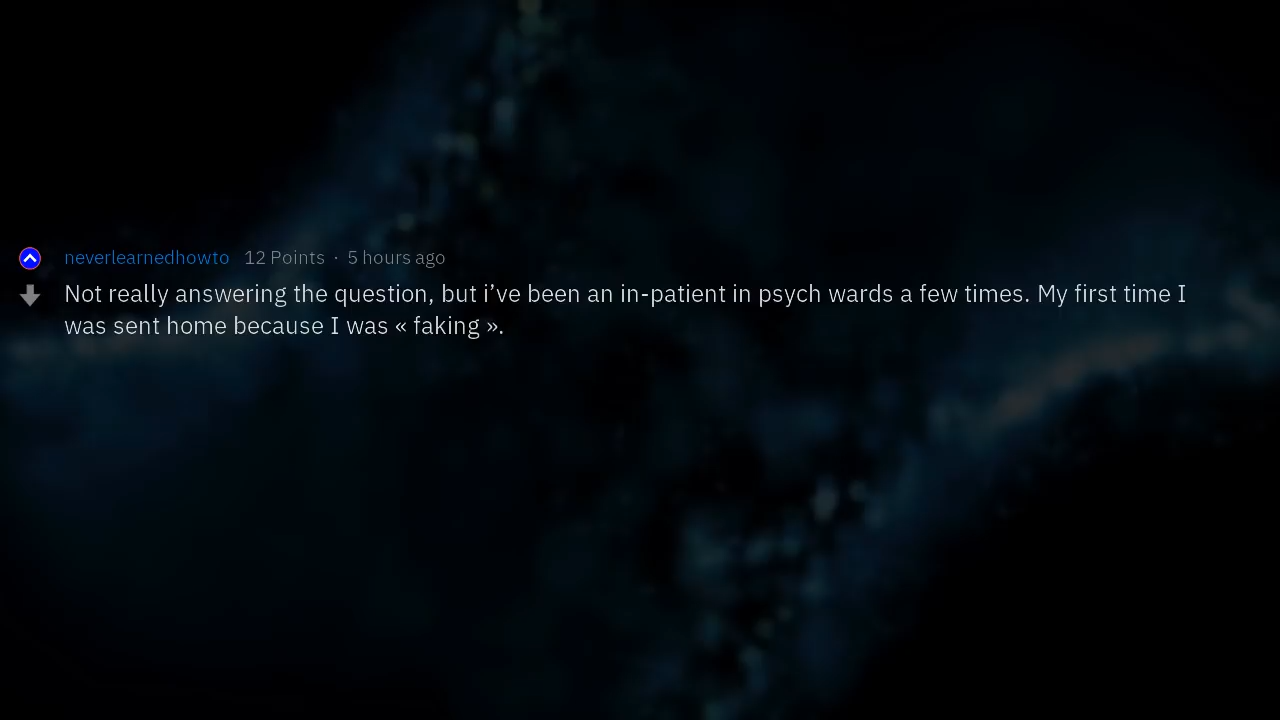 neverlearnedhowto 12 Points · 5 hours ago
Not really answering the question, but i’ve been an in-patient in psych wards a few times. My first time I
was sent home because I was « faking ».